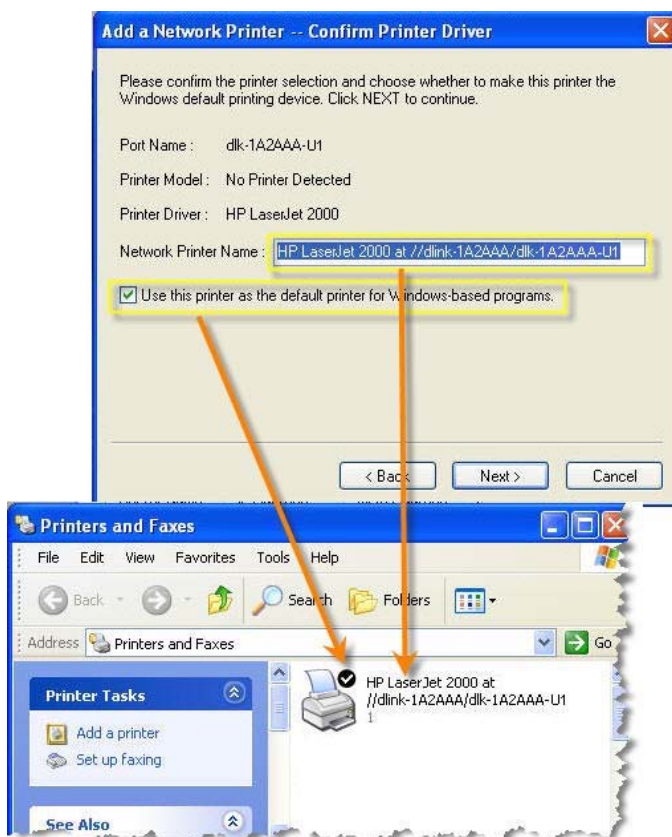 Add a Network Printer -- Confirm Printer Driver
Please confirm the printer selection and choose whether to make this printer the
Windows default printing device. Click NEXT to continue.
Port Name : dlk-1A2AAA-U1
Printer Model : No Printer Detected
Printer Driver : HP LaserJet 2000
Network Printer Name : HP LaserJet 2000 at //dlink-1A2AAA/dlk-1A2AAA-U1
Use this printer as the default printer for Windows-based programs.
< Back Next > Cancel
Printers and Faxes
File Edit View Favorites Tools Help
Back Search Folders
Address Printers and Faxes Go
Printer Tasks
Add a printer
Set up faxing
See Also
HP LaserJet 2000 at
//dlink-1A2AAA/dlk-1A2AAA-U1
1